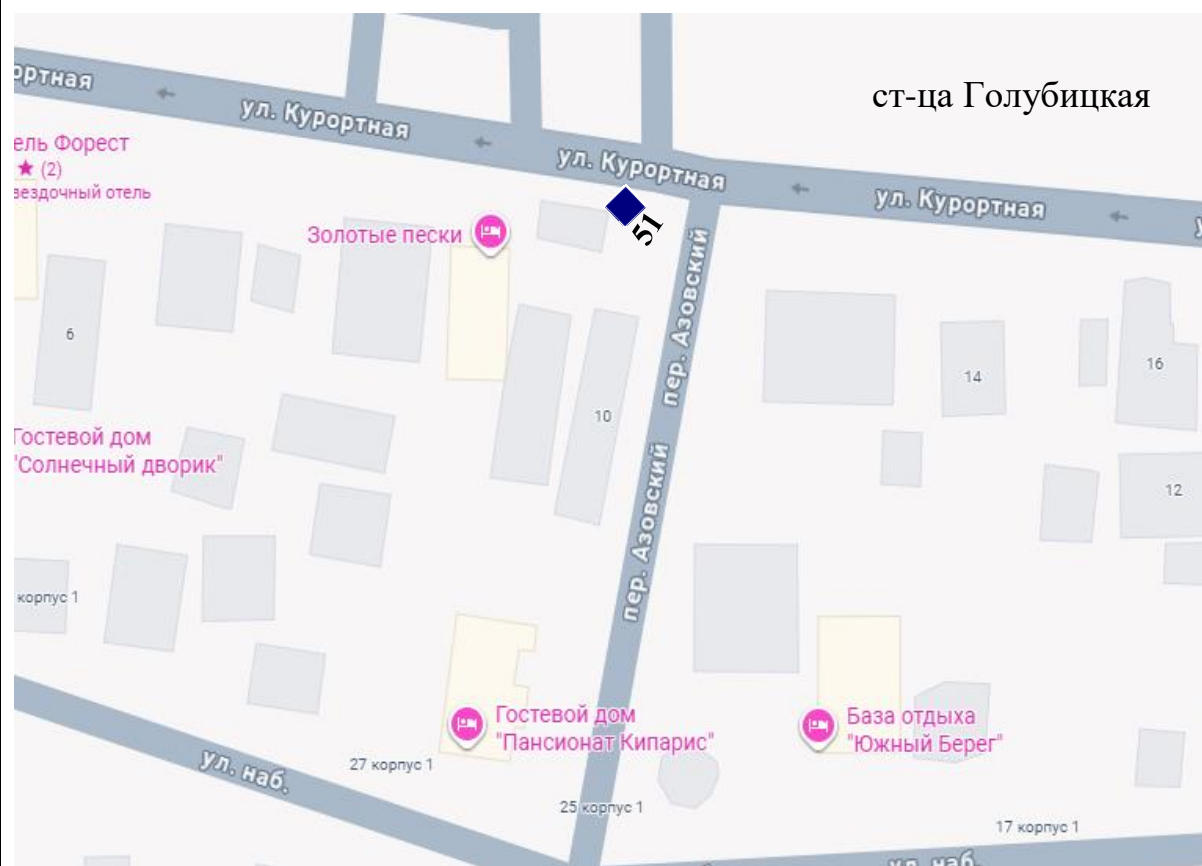 ортная
ст-ца Голубицкая
ул. Курортная
ель Форест
(2)
вездочный отель
ул. Курортная
ул. Курортная
51
Золотые пески
пер. Азовский
6
14
16
10
Гостевой дом
"Солнечный дворик"
пер. Азовский
12
корпус 1
Гостевой дом
"Пансионат Кипарис"
База отдыха
"Южный Берег"
ул. наб.
27 корпус 1
25 корпус 1
17 корпус 1
ул. наб.